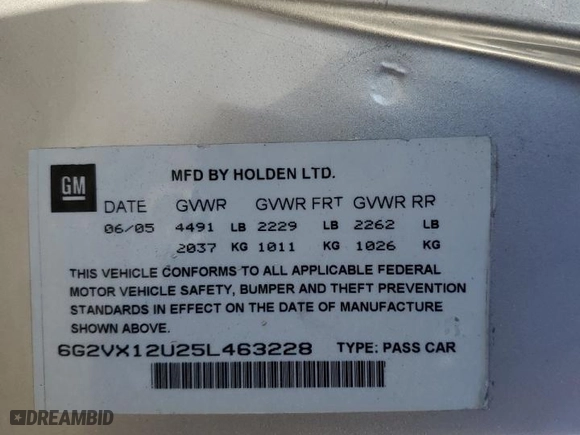 GM
MFD BY HOLDEN LTD.
DATE GVWR GVWR FRT GVWR RR
06/05 4491 LB 2229 LB 2262 LB
2037 KG 1011 KG 1026 KG
THIS VEHICLE CONFORMS TO ALL APPLICABLE FEDERAL
MOTOR VEHICLE SAFETY, BUMPER AND THEFT PREVENTION
STANDARDS IN EFFECT ON THE DATE OF MANUFACTURE
SHOWN ABOVE.
6G2VX12U25L463228 TYPE: PASS CAR
DREAMBID